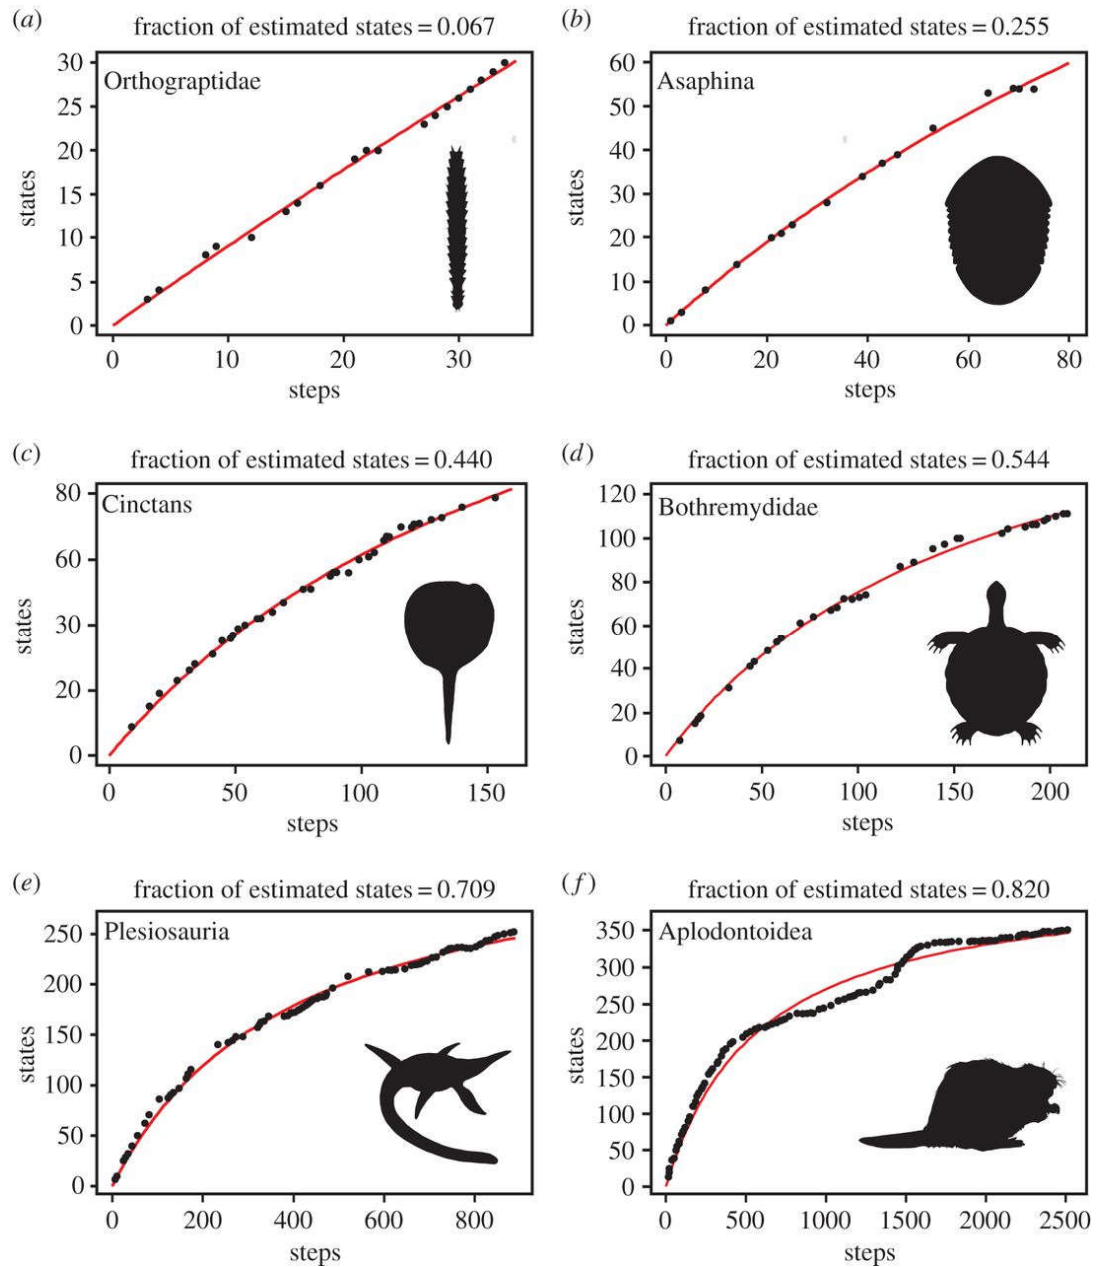 (a)
fraction of estimated states = 0.067
Orthograptidae
30
25
20
15
10
5
0
states
0 10 20 30
steps
(b)
fraction of estimated states = 0.255
Asaphina
60
50
40
30
20
10
0
states
0 20 40 60 80
steps
(c)
fraction of estimated states = 0.440
Cinctans
80
60
30
20
0
states
0 50 100 150
steps
(d)
fraction of estimated states = 0.544
Bothremydidae
120
100
80
60
40
20
0
states
0 50 100 150 200
steps
(e)
fraction of estimated states = 0.709
Plesiosauria
250
200
150
100
50
0
states
0 200 400 600 800
steps
(f)
fraction of estimated states = 0.820
Aplodontoidea
350
300
250
200
150
100
50
0
states
0 500 1000 1500 2000 2500
steps